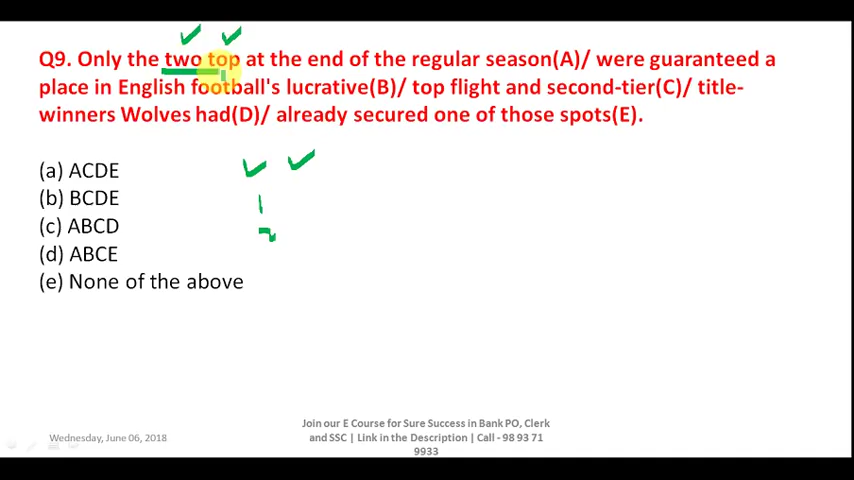 Q9. Only the two top at the end of the regular season(A)/ were guaranteed a
place in English football's lucrative(B)/ top flight and second-tier(C)/ title-
winners Wolves had(D)/ already secured one of those spots(E).
(a) ACDE
(b) BCDE
(c) ABCD
(d) ABCE
(e) None of the above
Wednesday, June 06, 2018
Join our E Course for Sure Success in Bank PO, Clerk
and SSC | Link in the Description | Call - 98 93 71
9933